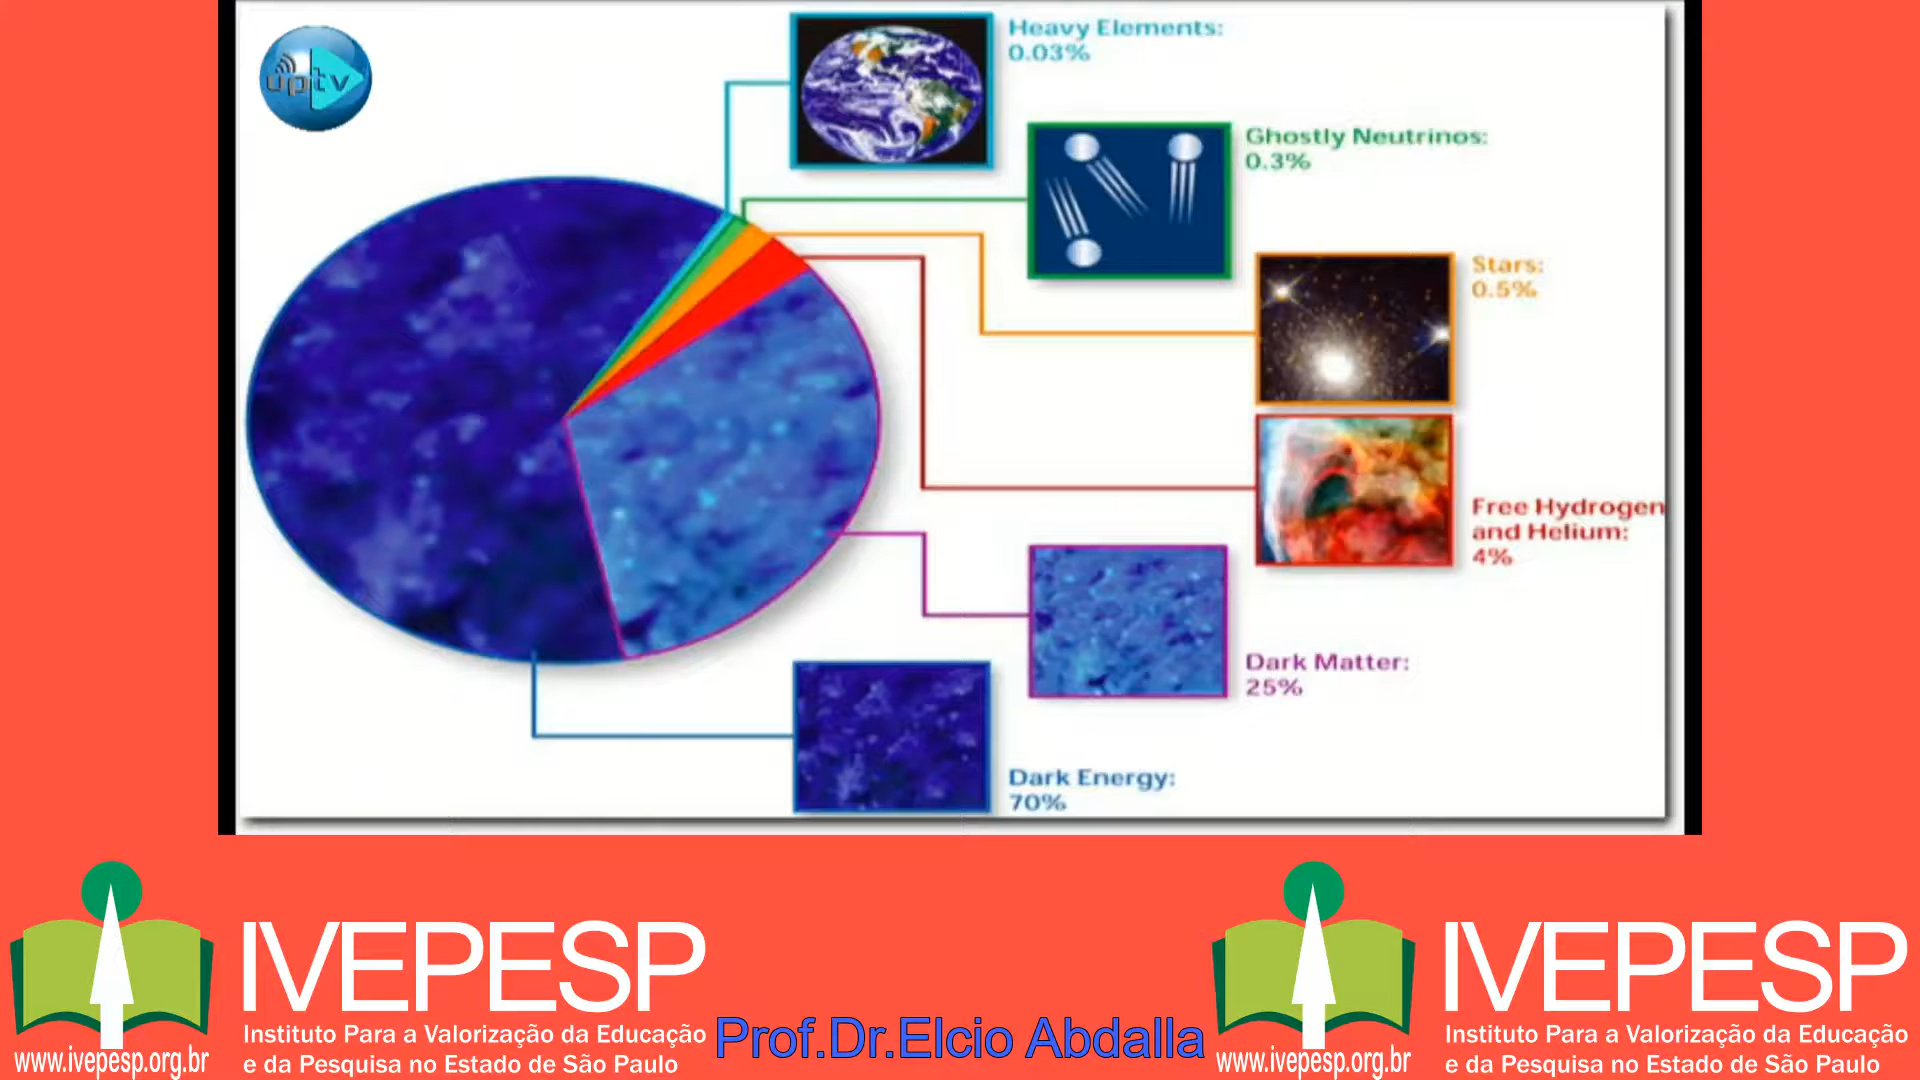 uptv
Heavy Elements:
0.03%
Ghostly Neutrinos:
0.3%
Stars:
0.5%
Free Hydrogen
and Helium:
4%
Dark Matter:
25%
Dark Energy:
70%
IVEPESP
Instituto Para a Valorização da Educação
e da Pesquisa no Estado de São Paulo
www.ivepesp.org.br
Prof.Dr.Elcio Abdalla
IVEPESP
Instituto Para a Valorização da Educação
e da Pesquisa no Estado de São Paulo
www.ivepesp.org.br